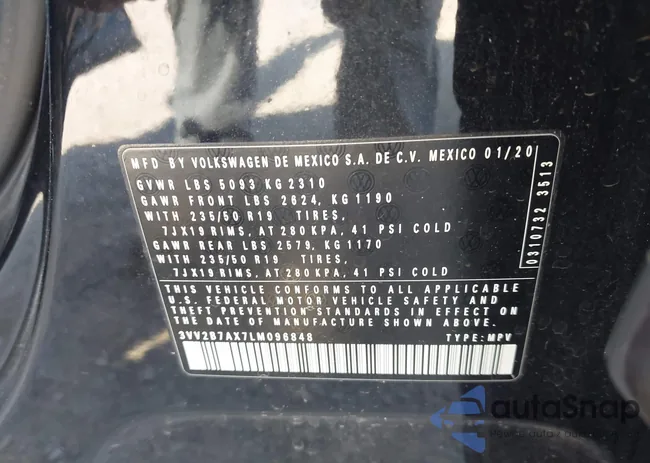 MFD BY VOLKSWAGEN DE MEXICO S.A. DE C.V. MEXICO 01/20
GVWR LBS 5093 KG 2310
GAWR FRONT LBS 2624, KG 1190
WITH 235/50 R19 TIRES,
7JX19 RIMS, AT 280 KPA, 41 PSI COLD
GAWR REAR LBS 2579, KG 1170
WITH 235/50 R19 TIRES,
7JX19 RIMS, AT 280 KPA, 41 PSI COLD
0310732 3513
THIS VEHICLE CONFORMS TO ALL APPLICABLE
U.S. FEDERAL MOTOR VEHICLE SAFETY AND
THEFT PREVENTION STANDARDS IN EFFECT ON
THE DATE OF MANUFACTURE SHOWN ABOVE.
3VV2B7AX7LM096848 TYPE: MPV
autoSnap